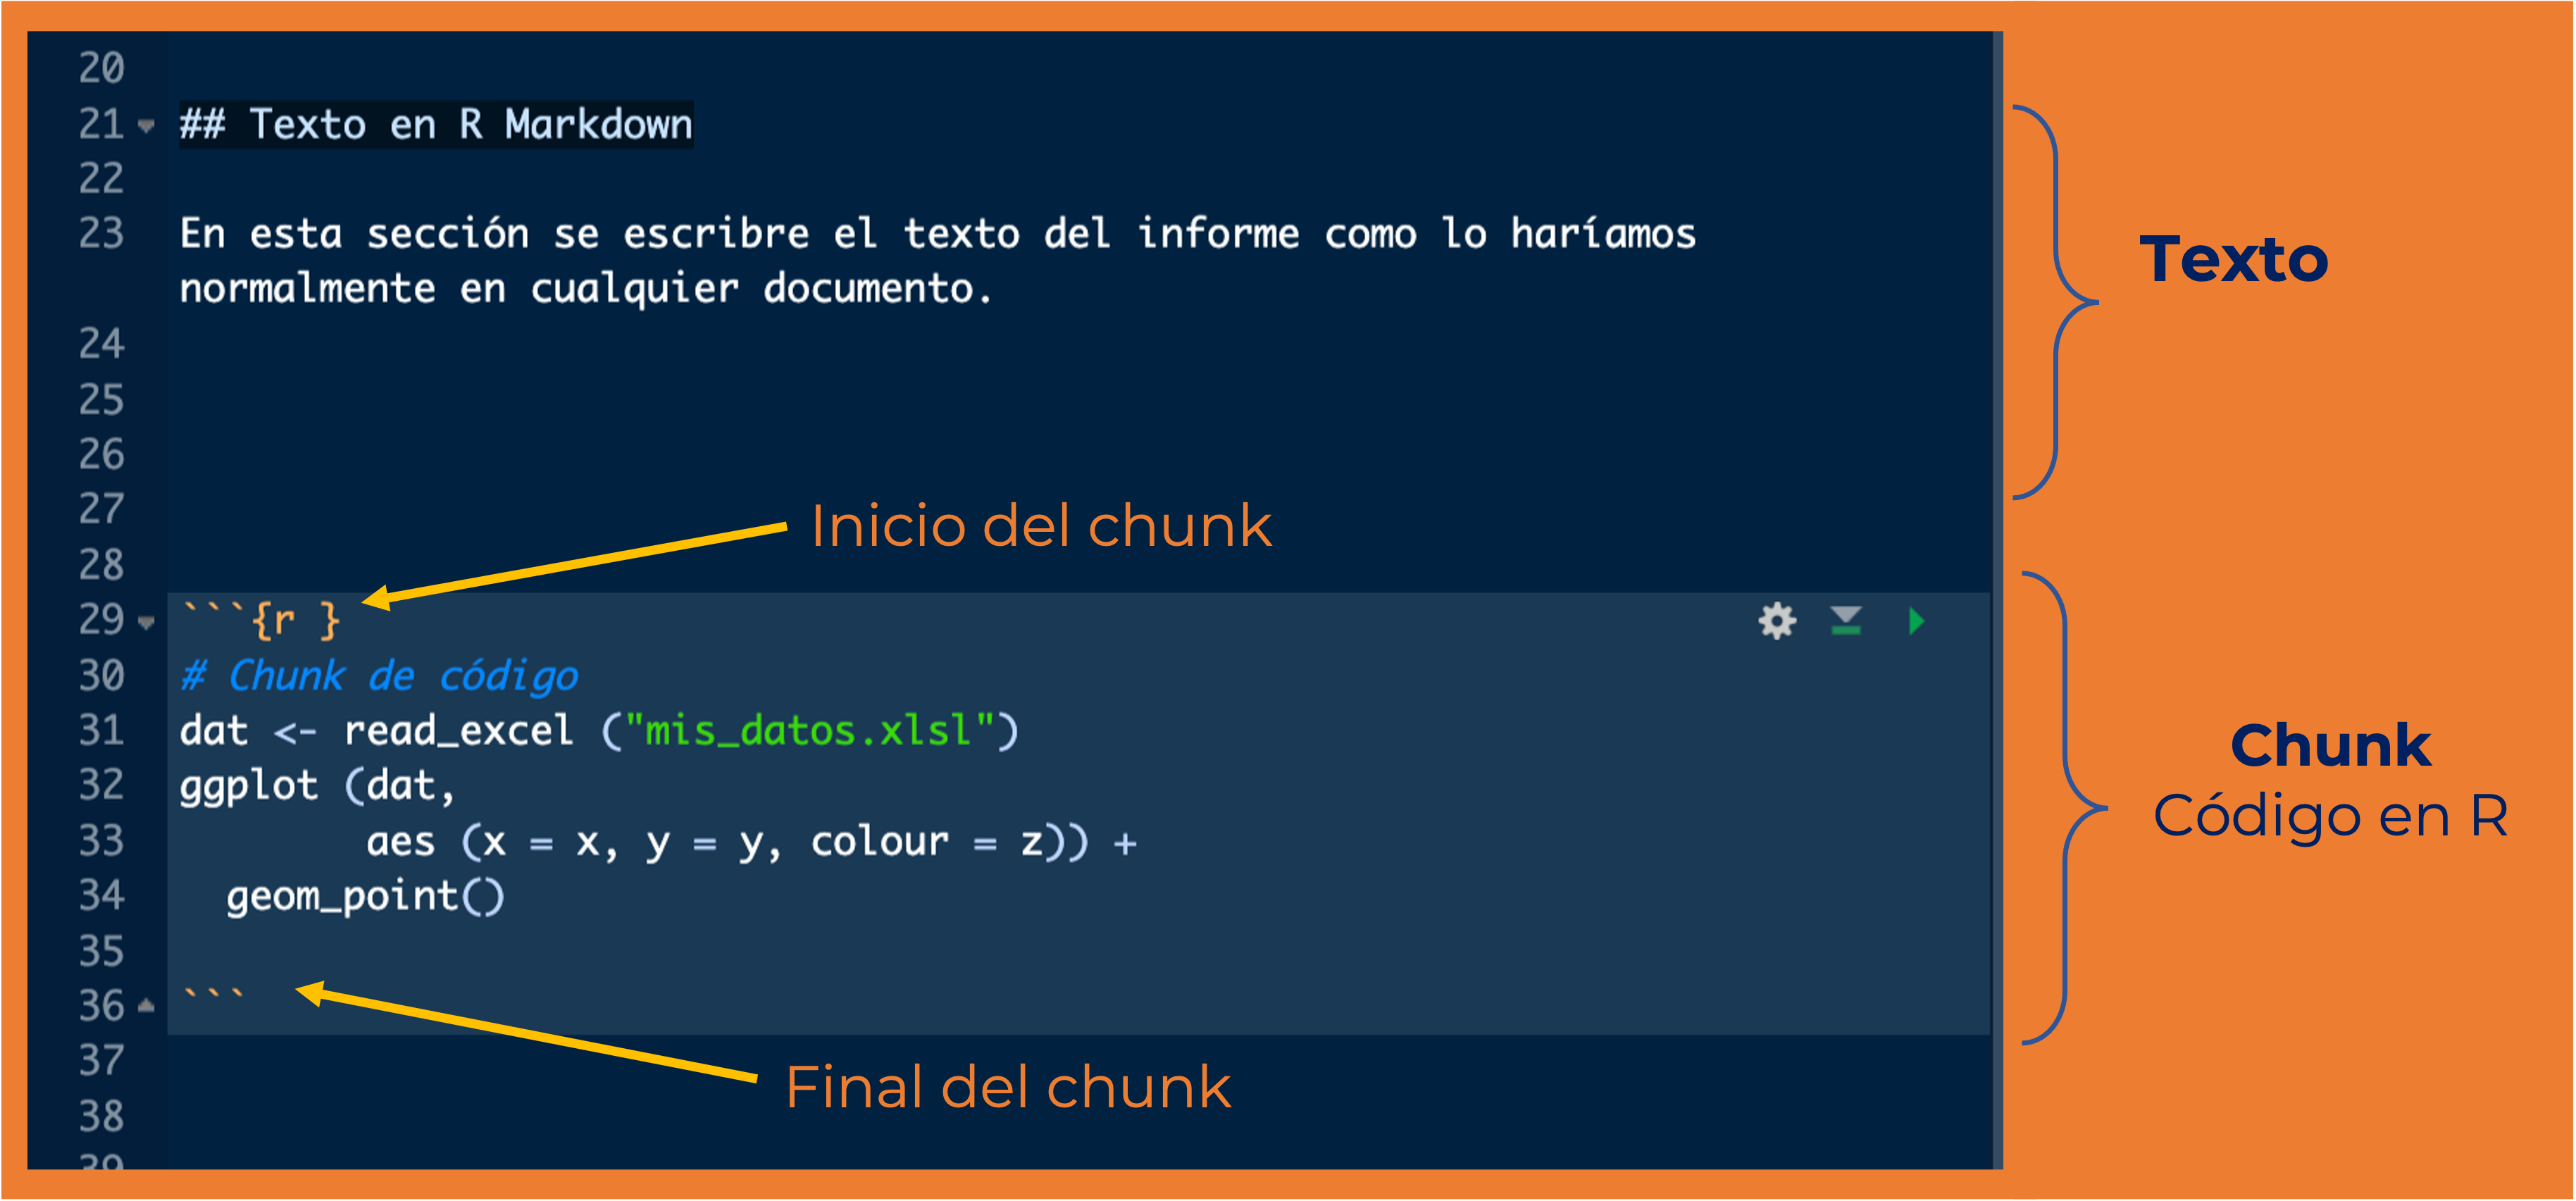 20
21 ## Texto en R Markdown
22
23 En esta sección se escribre el texto del informe como lo haríamos
normalmente en cualquier documento.
24
25
26
27
28
29 ```{r }
30 # Chunk de código
31 dat <- read_excel ("mis_datos.xlsl")
32 ggplot (dat,
33         aes (x = x, y = y, colour = z)) +
34   geom_point()
35
36 ```
37
38
39
Inicio del chunk
Final del chunk
Texto
Chunk
Código en R